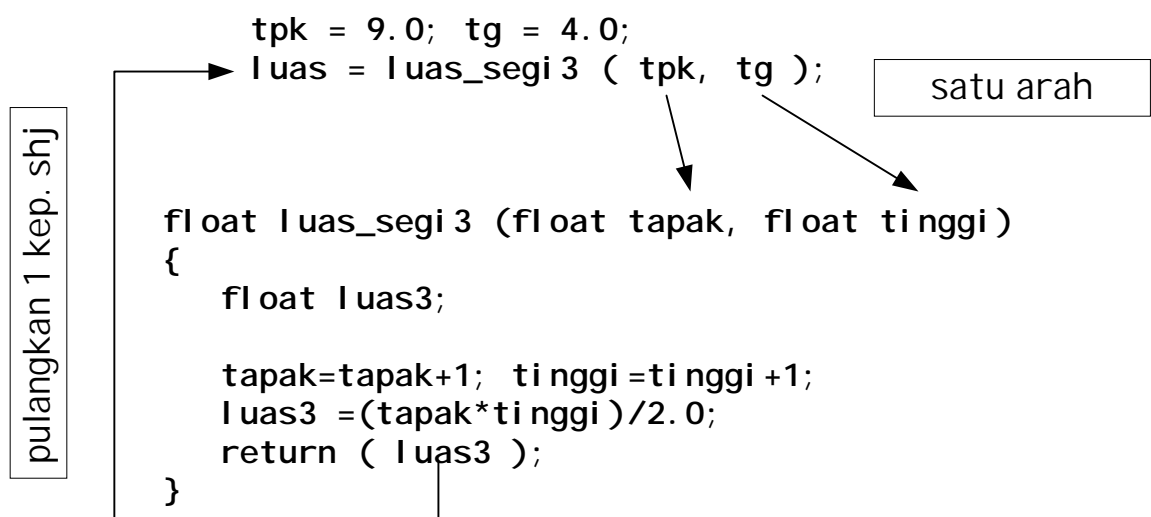 tpk = 9.0; tg = 4.0;
luas = luas_segi3 ( tpk, tg );
satu arah
pulangkan 1 kep. shj
float luas_segi3 (float tapak, float tinggi)
{
float luas3;
tapak=tapak+1; tinggi=tinggi+1;
luas3 =(tapak*tinggi)/2.0;
return ( luas3 );
}